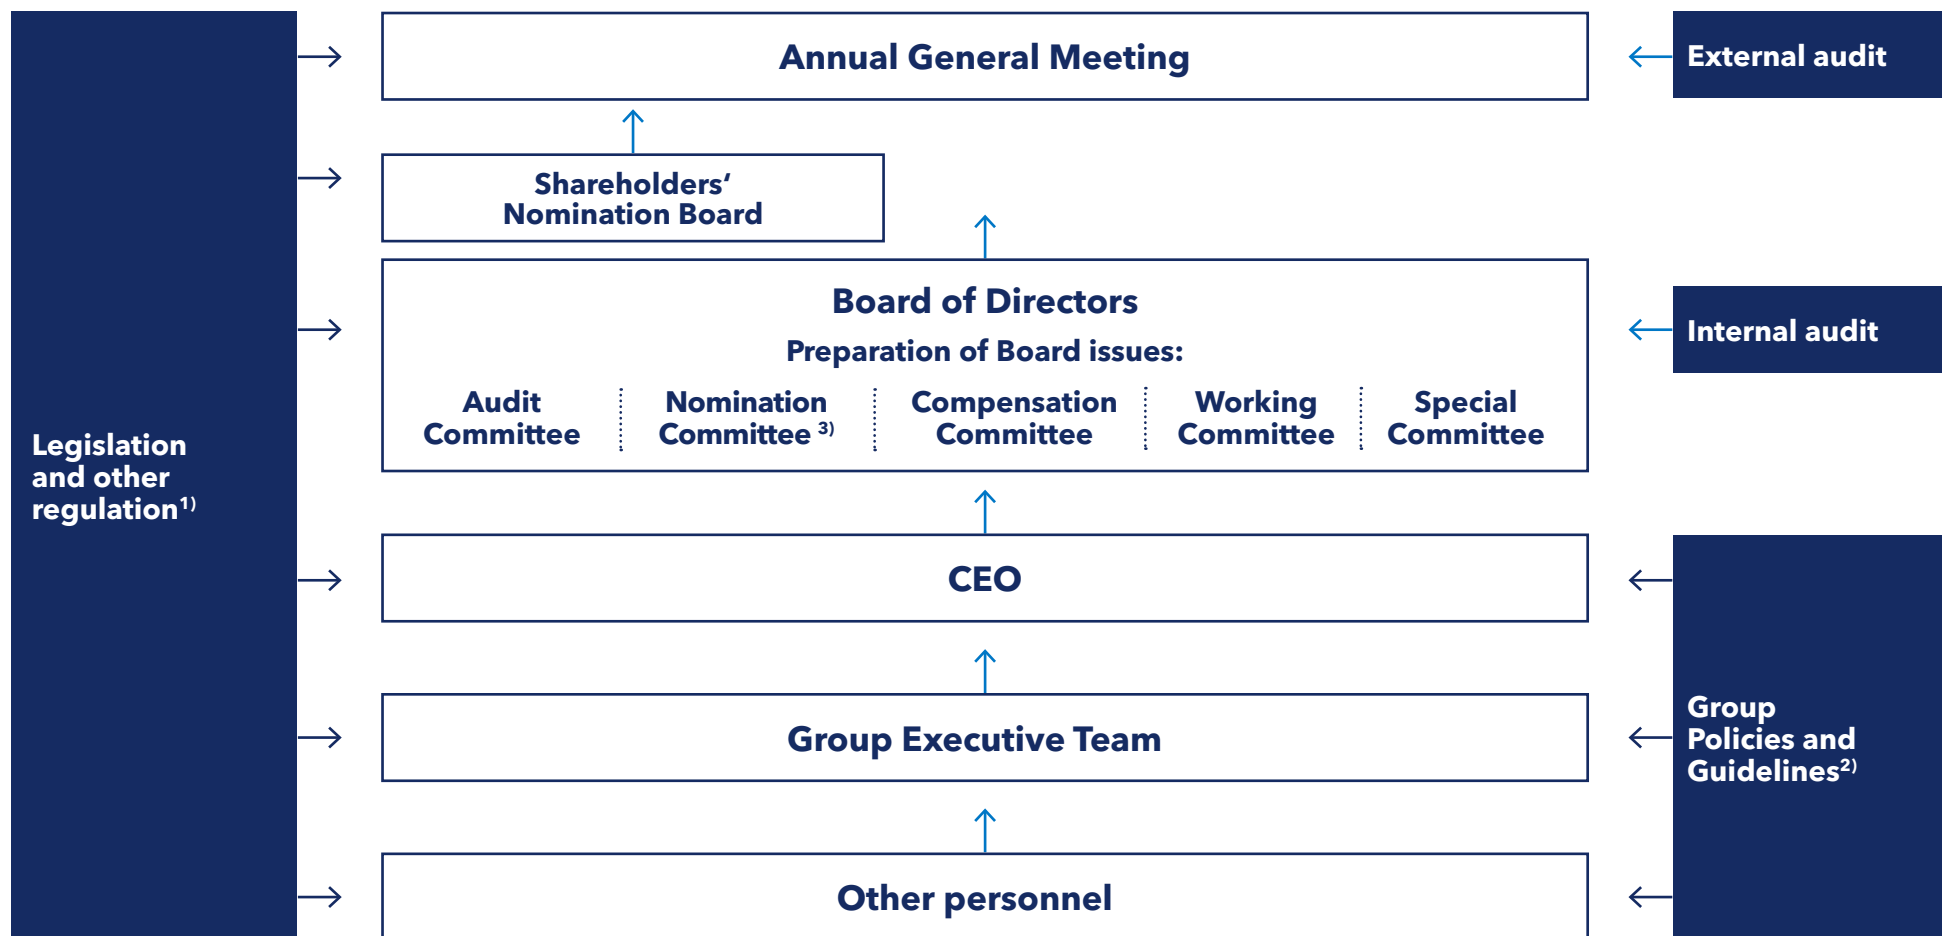 Annual General Meeting
External audit
Shareholders‘
Nomination Board
Board of Directors
Preparation of Board issues:
Audit
Committee
Nomination
Committee 3)
Compensation
Committee
Working
Committee
Special
Committee
Internal audit
Legislation
and other
regulation1)
CEO
Group Executive Team
Group
Policies and
Guidelines2)
Other personnel